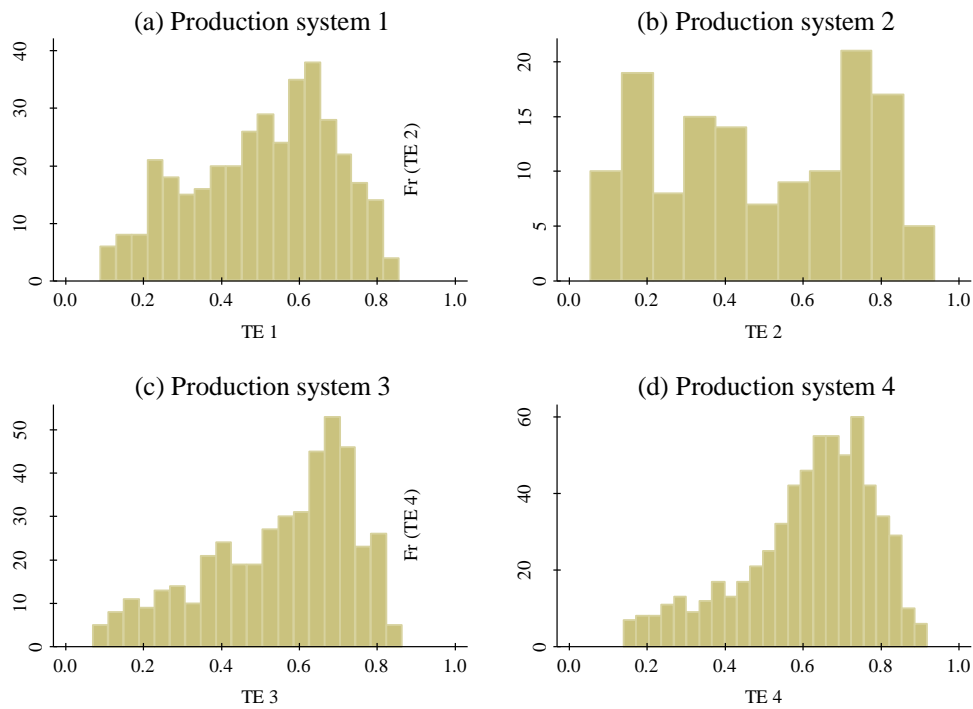 (a) Production system 1
40
30
20
10
0
0.0 0.2 0.4 0.6 0.8 1.0
TE 1
(b) Production system 2
Fr (TE 2)
20
15
10
5
0
0.0 0.2 0.4 0.6 0.8 1.0
TE 2
(c) Production system 3
50
40
30
20
10
0
0.0 0.2 0.4 0.6 0.8 1.0
TE 3
(d) Production system 4
Fr (TE 4)
60
40
20
0
0.0 0.2 0.4 0.6 0.8 1.0
TE 4